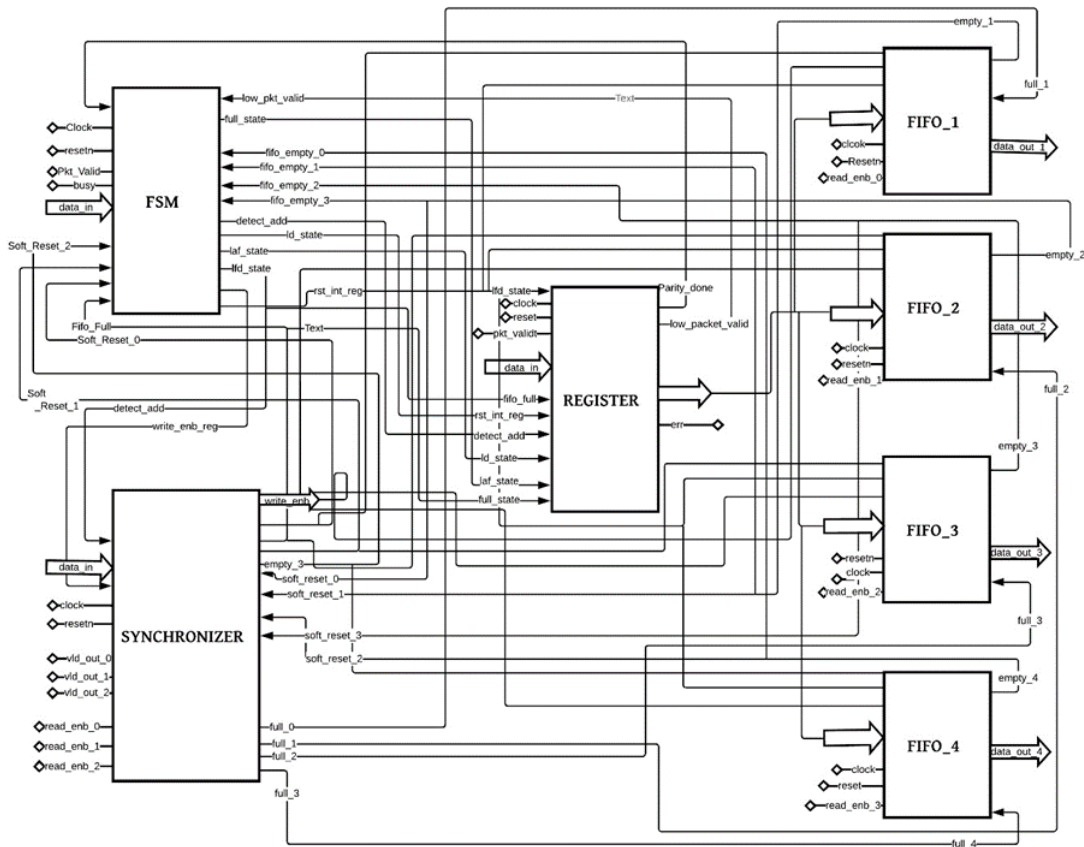 empty_1
full_1
low_pkt_valid
Text
full_state
Clock
resetn
Pkt_Valid
busy
data_in
FSM
fifo_empty_0
fifo_empty_1
fifo_empty_2
fifo_empty_3
detect_add
ld_state
laf_state
lfd_state
Soft_Reset_2
Fifo_Full
Soft_Reset_0
Soft
_Reset_1
FIFO_1
clcok
Resetn
read_enb_0
data_out_1
empty_2
rst_int_reg
Text
lfd_state
clock
reset
pkt_validt
data_in
REGISTER
Parity_done
low_packet_valid
err
fifo_full
rst_int_reg
detect_add
ld_state
laf_state
full_state
FIFO_2
clock
resetn
read_enb_1
data_out_2
full_2
detect_add
write_enb_reg
write_enb
empty_3
data_in
clock
resetn
SYNCHRONIZER
vld_out_0
vld_out_1
vld_out_2
read_enb_0
read_enb_1
read_enb_2
empty_3
soft_reset_0
soft_reset_1
soft_reset_3
soft_reset_2
full_0
full_1
full_2
full_3
FIFO_3
resetn
clock
read_enb_2
data_out_3
full_3
empty_4
FIFO_4
clock
reset
read_enb_3
data_out_4
full_4